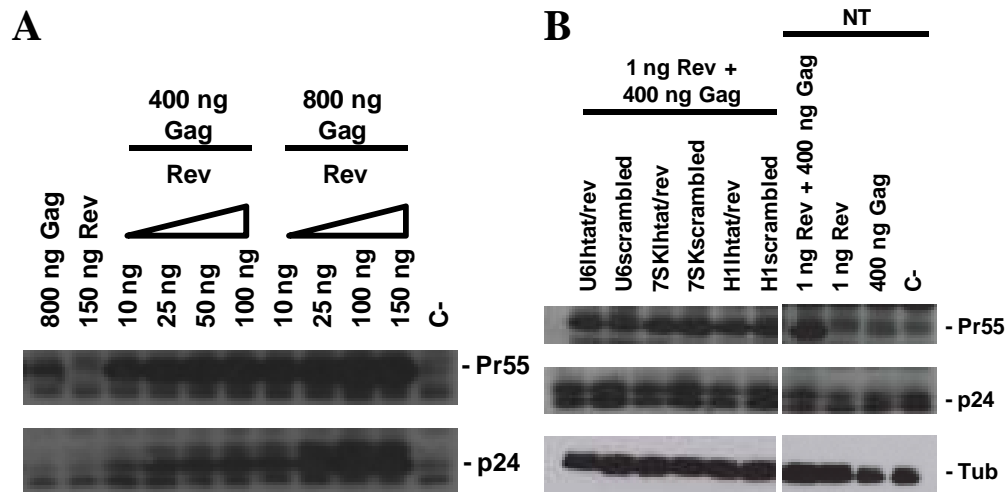 A
400 ng
Gag
800 ng
Gag
Rev
Rev
800 ng Gag
150 ng Rev
10 ng
25 ng
50 ng
100 ng
10 ng
25 ng
100 ng
150 ng
C-
- Pr55
- p24
B
NT
1 ng Rev +
400 ng Gag
U6lhtat/rev
U6scrambled
7SKlhtat/rev
7SKscrambled
H1lhtat/rev
H1scrambled
1 ng Rev + 400 ng Gag
1 ng Rev
400 ng Gag
C-
- Pr55
- p24
- Tub